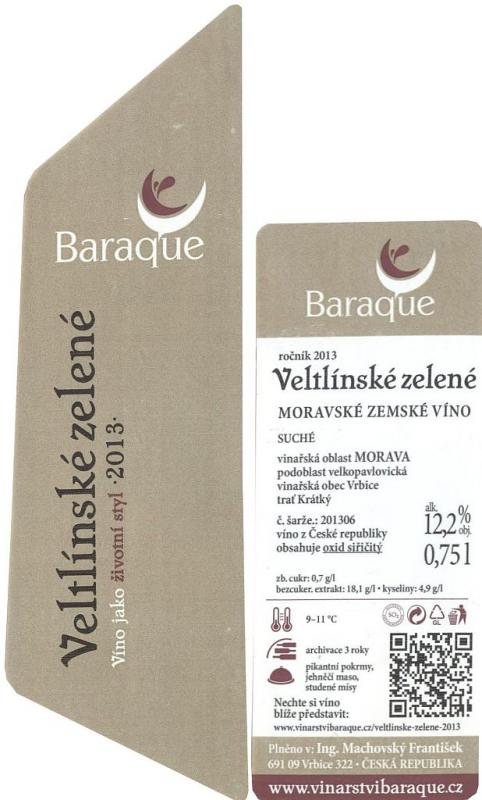 Baraque
Veltlínské zelené
Víno jako životní styl ·2013·
Baraque
ročník 2013
Veltlínské zelené
MORAVSKÉ ZEMSKÉ VÍNO
SUCHÉ
vinařská oblast MORAVA
podoblast velkopavlovická
vinařská obec Vrbice
trať Krátký
č. šarže.: 201306
víno z České republiky
obsahuje oxid siřičitý
alk.
12,2% obj.
0,75 l
zb. cukr: 0,7 g/l
bezcuker. extrakt: 18,1 g/l • kyseliny: 4,9 g/l
9–11 °C
SO₂
GL
archivace 3 roky
pikantní pokrmy,
jehněčí maso,
studené mísy
Nechte si víno
blíže představit:
www.vinarstvibaraque.cz/veltlinske-zelene-2013
Plněno v: Ing. Machovský František
691 09 Vrbice 322 · ČESKÁ REPUBLIKA
www.vinarstvibaraque.cz